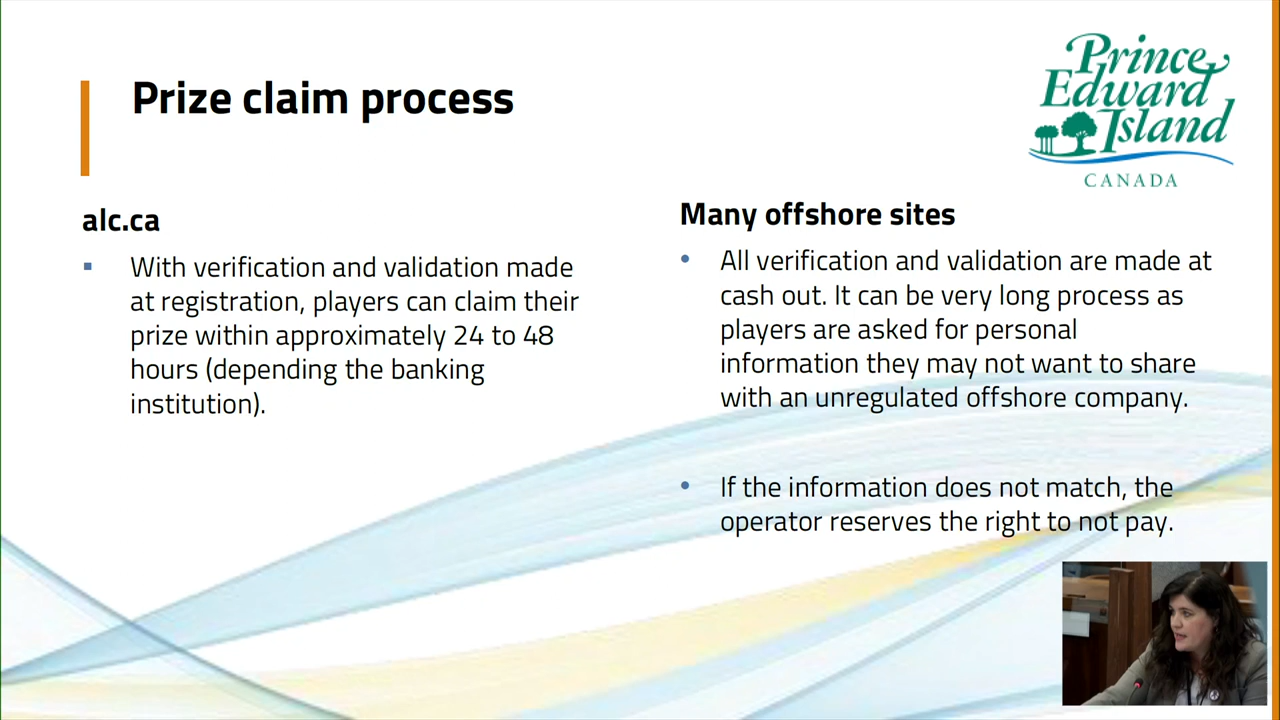 Prize claim process
Prince
Edward
Island
CANADA
alc.ca
▪ With verification and validation made
at registration, players can claim their
prize within approximately 24 to 48
hours (depending the banking
institution).
Many offshore sites
• All verification and validation are made at
cash out. It can be very long process as
players are asked for personal
information they may not want to share
with an unregulated offshore company.
• If the information does not match, the
operator reserves the right to not pay.